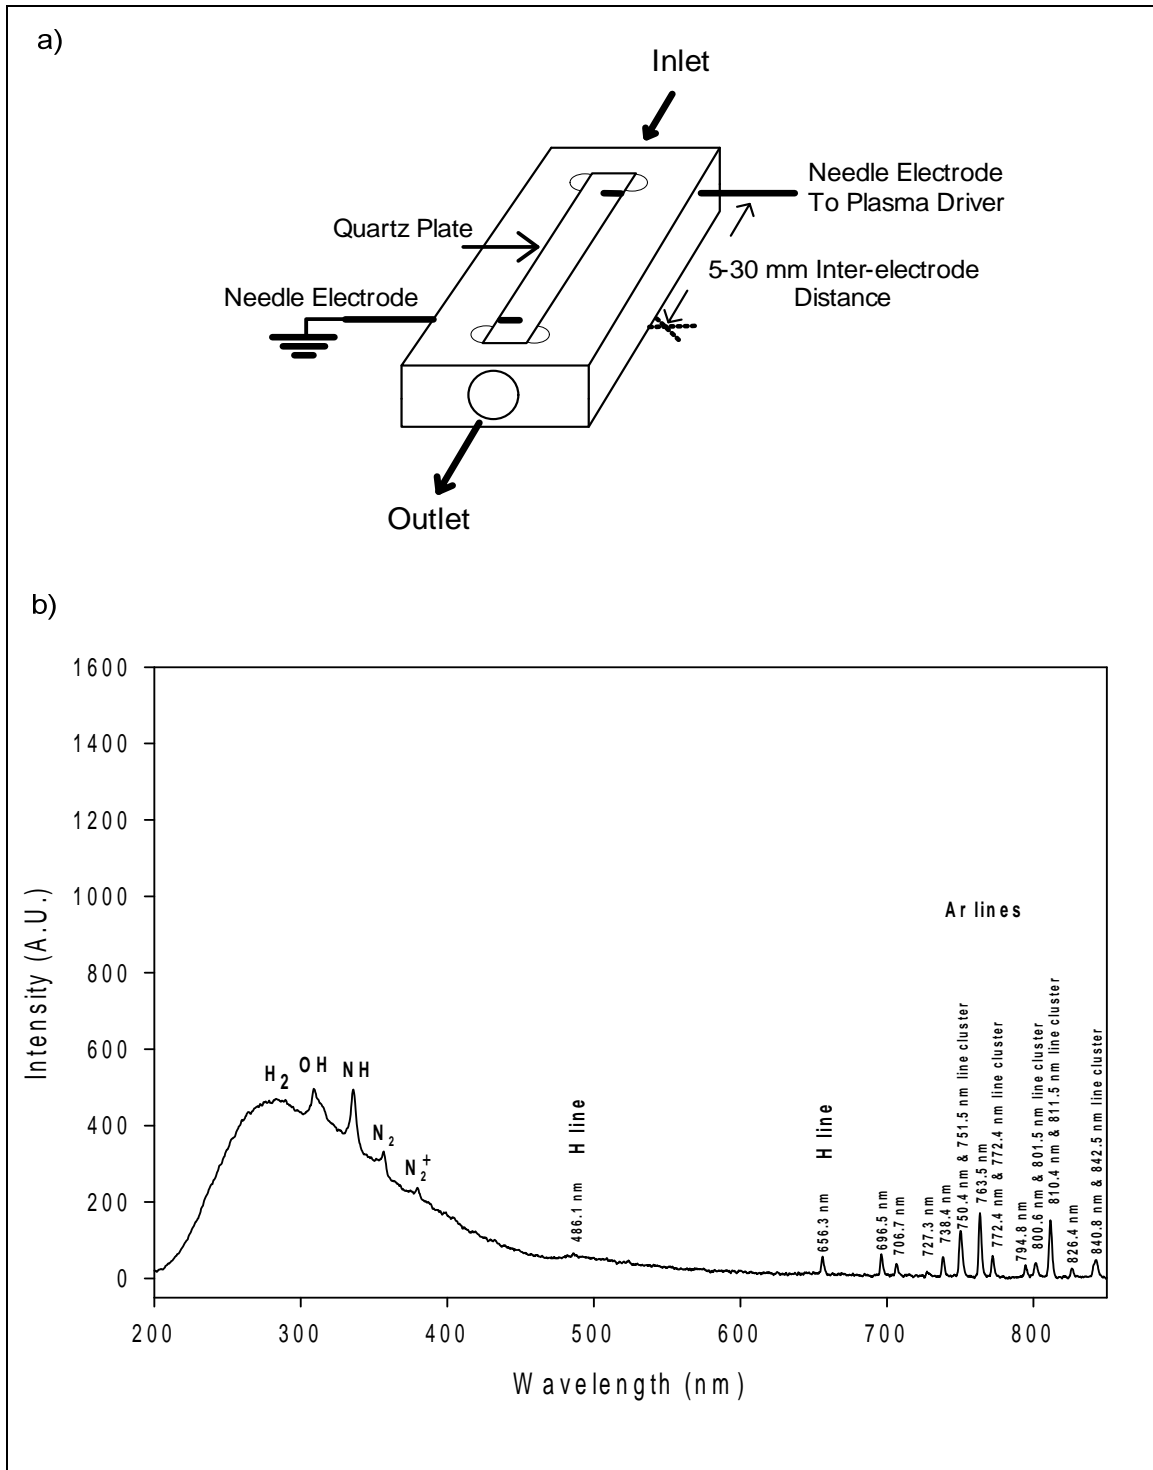 a)
Inlet
Needle Electrode
To Plasma Driver
Quartz Plate
5-30 mm Inter-electrode
Distance
Needle Electrode
Outlet
b)
1600
1400
1200
1000
800
600
400
200
0
Intensity (A.U.)
H2
OH
NH
N2
N2+
486.1 nm
H line
656.3 nm
H line
Ar lines
696.5 nm
706.7 nm
727.3 nm
738.4 nm
750.4 nm & 751.5 nm line cluster
763.5 nm
772.4 nm & 772.4 nm line cluster
794.8 nm
800.6 nm & 801.5 nm line cluster
810.4 nm & 811.5 nm line cluster
826.4 nm
840.8 nm & 842.5 nm line cluster
200 300 400 500 600 700 800
Wavelength (nm)